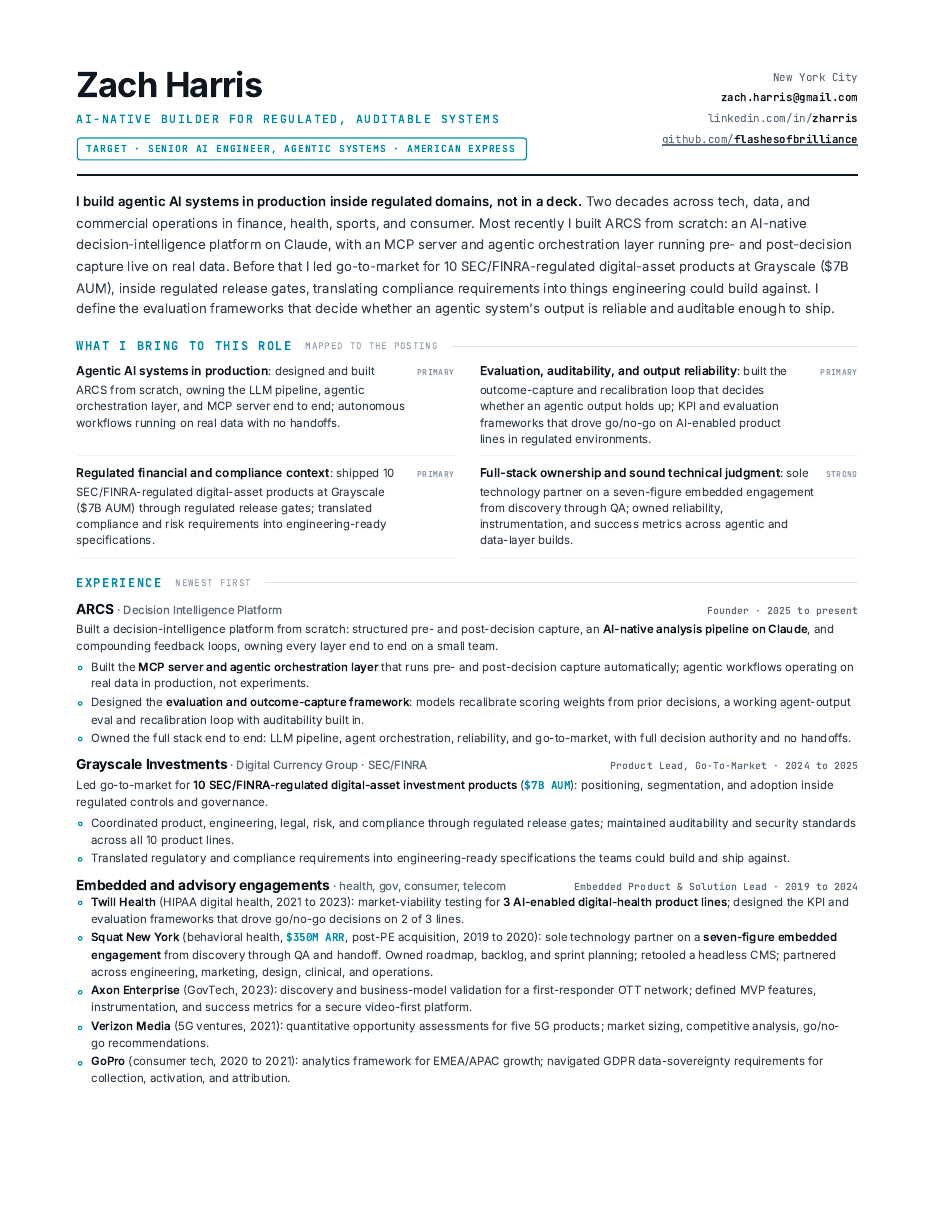 Zach Harris
AI-NATIVE BUILDER FOR REGULATED, AUDITABLE SYSTEMS
TARGET · SENIOR AI ENGINEER, AGENTIC SYSTEMS · AMERICAN EXPRESS
New York City
zach.harris@gmail.com
linkedin.com/in/zharris
github.com/flashesofbrilliance
I build agentic AI systems in production inside regulated domains, not in a deck. Two decades across tech, data, and
commercial operations in finance, health, sports, and consumer. Most recently I built ARCS from scratch: an AI-native
decision-intelligence platform on Claude, with an MCP server and agentic orchestration layer running pre- and post-decision
capture live on real data. Before that I led go-to-market for 10 SEC/FINRA-regulated digital-asset products at Grayscale ($7B
AUM), inside regulated release gates, translating compliance requirements into things engineering could build against. I
define the evaluation frameworks that decide whether an agentic system's output is reliable and auditable enough to ship.
WHAT I BRING TO THIS ROLE MAPPED TO THE POSTING
Agentic AI systems in production: designed and built PRIMARY
ARCS from scratch, owning the LLM pipeline, agentic
orchestration layer, and MCP server end to end; autonomous
workflows running on real data with no handoffs.
Evaluation, auditability, and output reliability: built the PRIMARY
outcome-capture and recalibration loop that decides
whether an agentic output holds up; KPI and evaluation
frameworks that drove go/no-go on AI-enabled product
lines in regulated environments.
Regulated financial and compliance context: shipped 10 PRIMARY
SEC/FINRA-regulated digital-asset products at Grayscale
($7B AUM) through regulated release gates; translated
compliance and risk requirements into engineering-ready
specifications.
Full-stack ownership and sound technical judgment: sole STRONG
technology partner on a seven-figure embedded engagement
from discovery through QA; owned reliability,
instrumentation, and success metrics across agentic and
data-layer builds.
EXPERIENCE NEWEST FIRST
ARCS · Decision Intelligence Platform Founder · 2025 to present
Built a decision-intelligence platform from scratch: structured pre- and post-decision capture, an AI-native analysis pipeline on Claude, and
compounding feedback loops, owning every layer end to end on a small team.
Built the MCP server and agentic orchestration layer that runs pre- and post-decision capture automatically; agentic workflows operating on
real data in production, not experiments.
Designed the evaluation and outcome-capture framework: models recalibrate scoring weights from prior decisions, a working agent-output
eval and recalibration loop with auditability built in.
Owned the full stack end to end: LLM pipeline, agent orchestration, reliability, and go-to-market, with full decision authority and no handoffs.
Grayscale Investments · Digital Currency Group · SEC/FINRA Product Lead, Go-To-Market · 2024 to 2025
Led go-to-market for 10 SEC/FINRA-regulated digital-asset investment products ($7B AUM): positioning, segmentation, and adoption inside
regulated controls and governance.
Coordinated product, engineering, legal, risk, and compliance through regulated release gates; maintained auditability and security standards
across all 10 product lines.
Translated regulatory and compliance requirements into engineering-ready specifications the teams could build and ship against.
Embedded and advisory engagements · health, gov, consumer, telecom Embedded Product & Solution Lead · 2019 to 2024
Twill Health (HIPAA digital health, 2021 to 2023): market-viability testing for 3 AI-enabled digital-health product lines; designed the KPI and
evaluation frameworks that drove go/no-go decisions on 2 of 3 lines.
Squat New York (behavioral health, $350M ARR, post-PE acquisition, 2019 to 2020): sole technology partner on a seven-figure embedded
engagement from discovery through QA and handoff. Owned roadmap, backlog, and sprint planning; retooled a headless CMS; partnered
across engineering, marketing, design, clinical, and operations.
Axon Enterprise (GovTech, 2023): discovery and business-model validation for a first-responder OTT network; defined MVP features,
instrumentation, and success metrics for a secure video-first platform.
Verizon Media (5G ventures, 2021): quantitative opportunity assessments for five 5G products; market sizing, competitive analysis, go/no-
go recommendations.
GoPro (consumer tech, 2020 to 2021): analytics framework for EMEA/APAC growth; navigated GDPR data-sovereignty requirements for
collection, activation, and attribution.